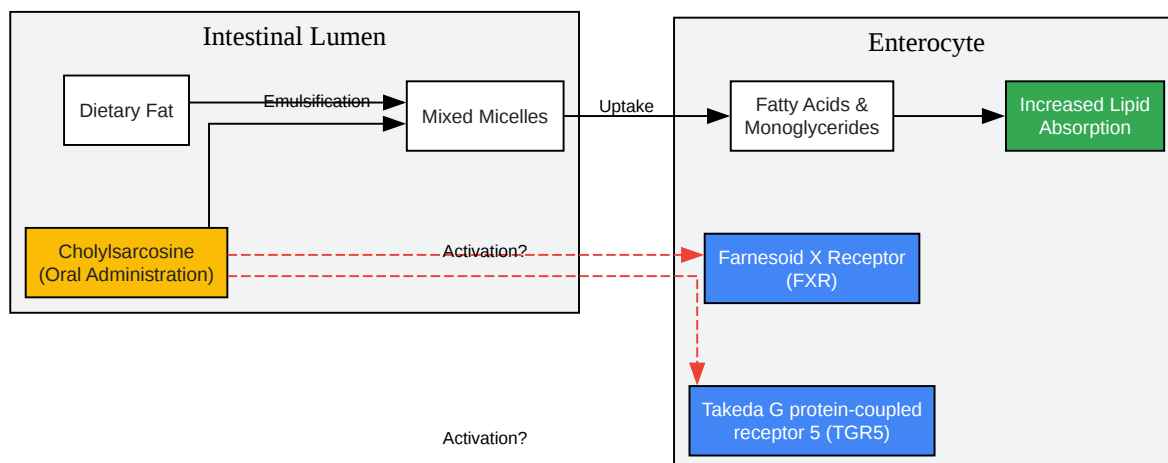 Intestinal Lumen
Enterocyte
Dietary Fat
Emulsification
Mixed Micelles
Uptake
Fatty Acids &
Monoglycerides
Increased Lipid
Absorption
Cholylsarcosine
(Oral Administration)
Activation?
Farnesoid X Receptor
(FXR)
Takeda G protein-coupled
receptor 5 (TGR5)
Activation?